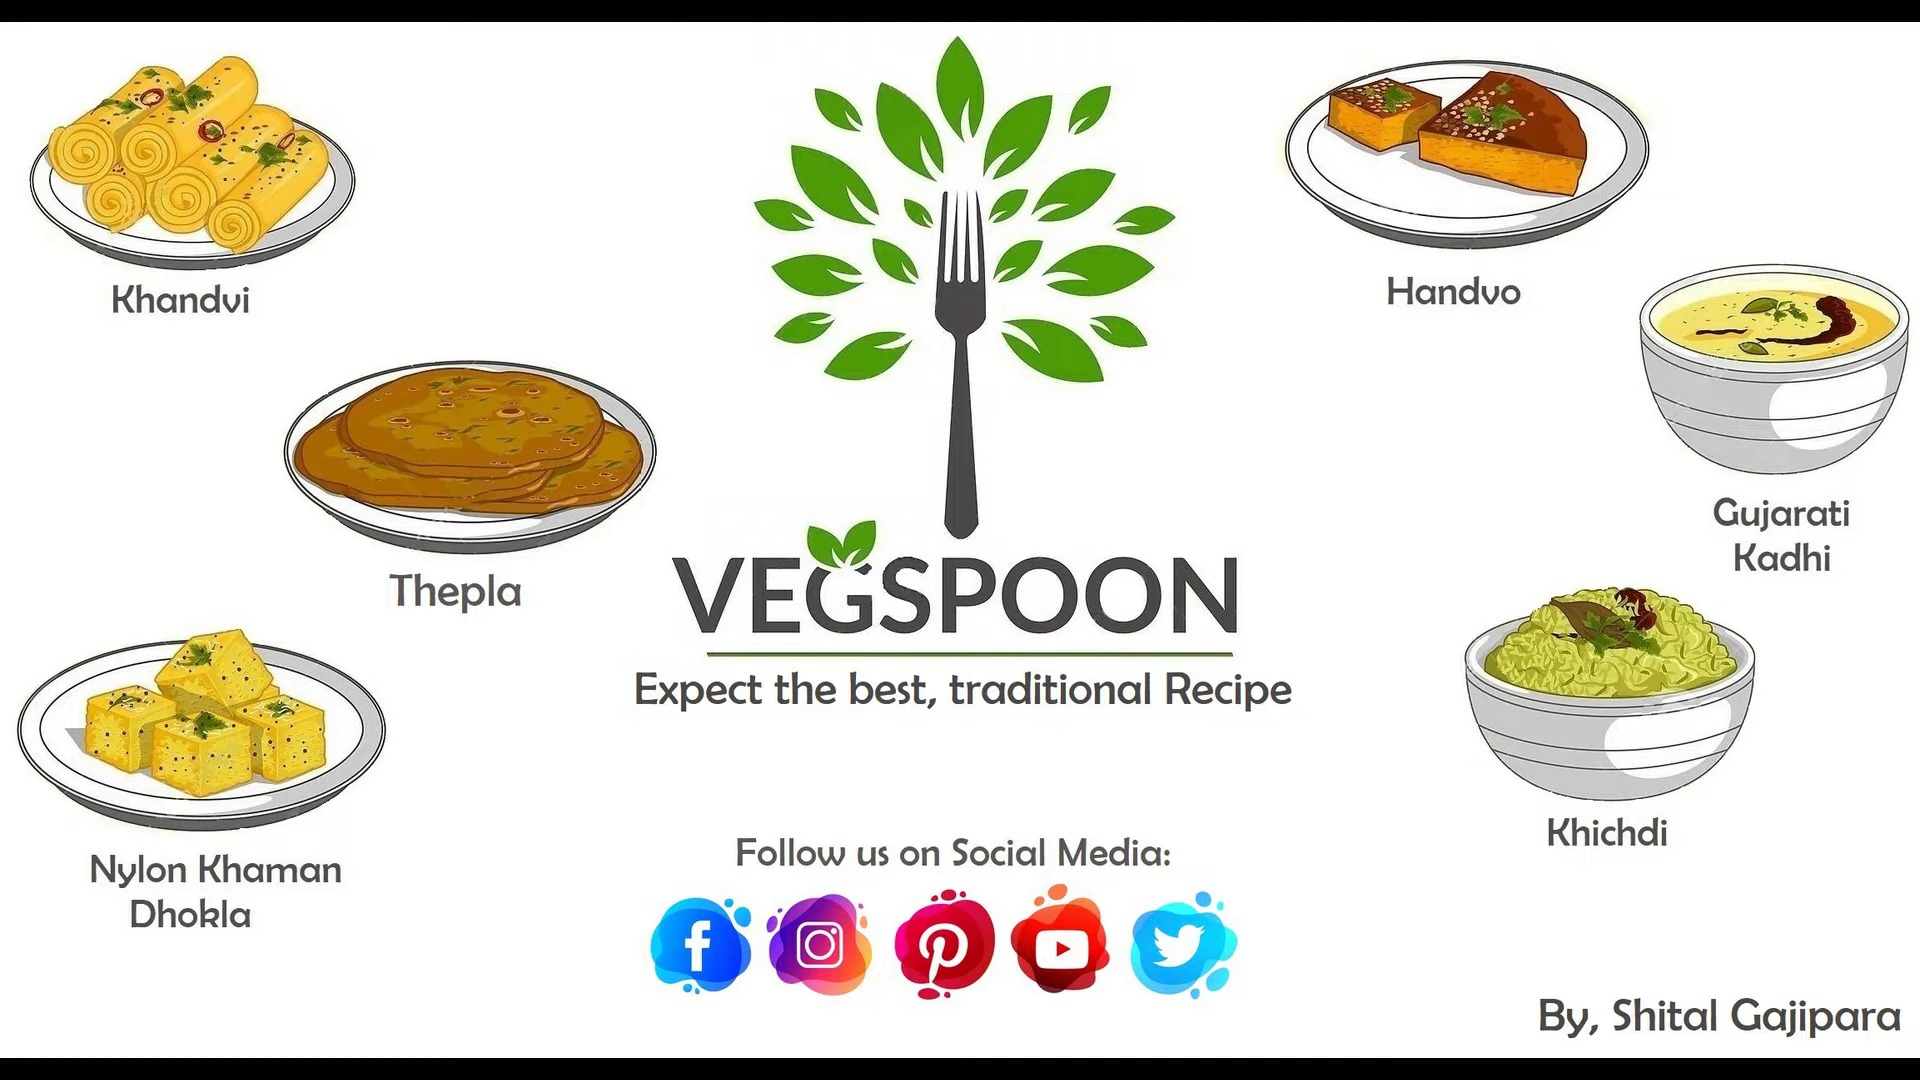 Khandvi
Handvo
Thepla
Gujarati
Kadhi
VEGSPOON
Expect the best, traditional Recipe
Nylon Khaman
Dhokla
Khichdi
Follow us on Social Media:
By, Shital Gajipara